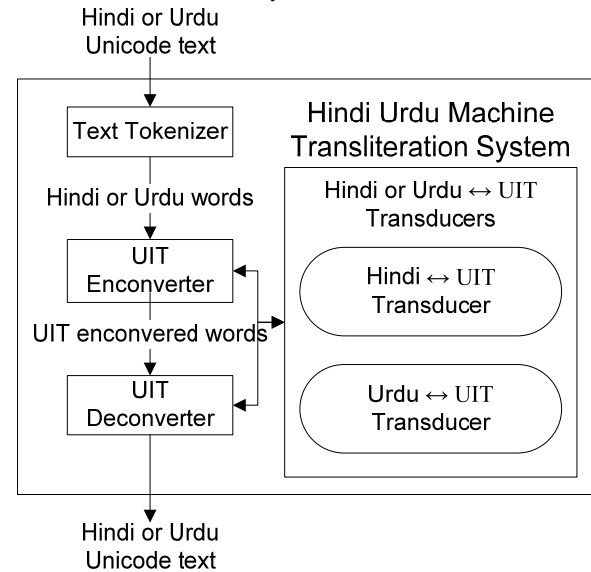 Hindi or Urdu
Unicode text
Text Tokenizer
Hindi or Urdu words
UIT
Enconverter
UIT enconvered words
UIT
Deconverter
Hindi or Urdu
Unicode text
Hindi Urdu Machine
Transliteration System
Hindi or Urdu ↔ UIT
Transducers
Hindi ↔ UIT
Transducer
Urdu ↔ UIT
Transducer